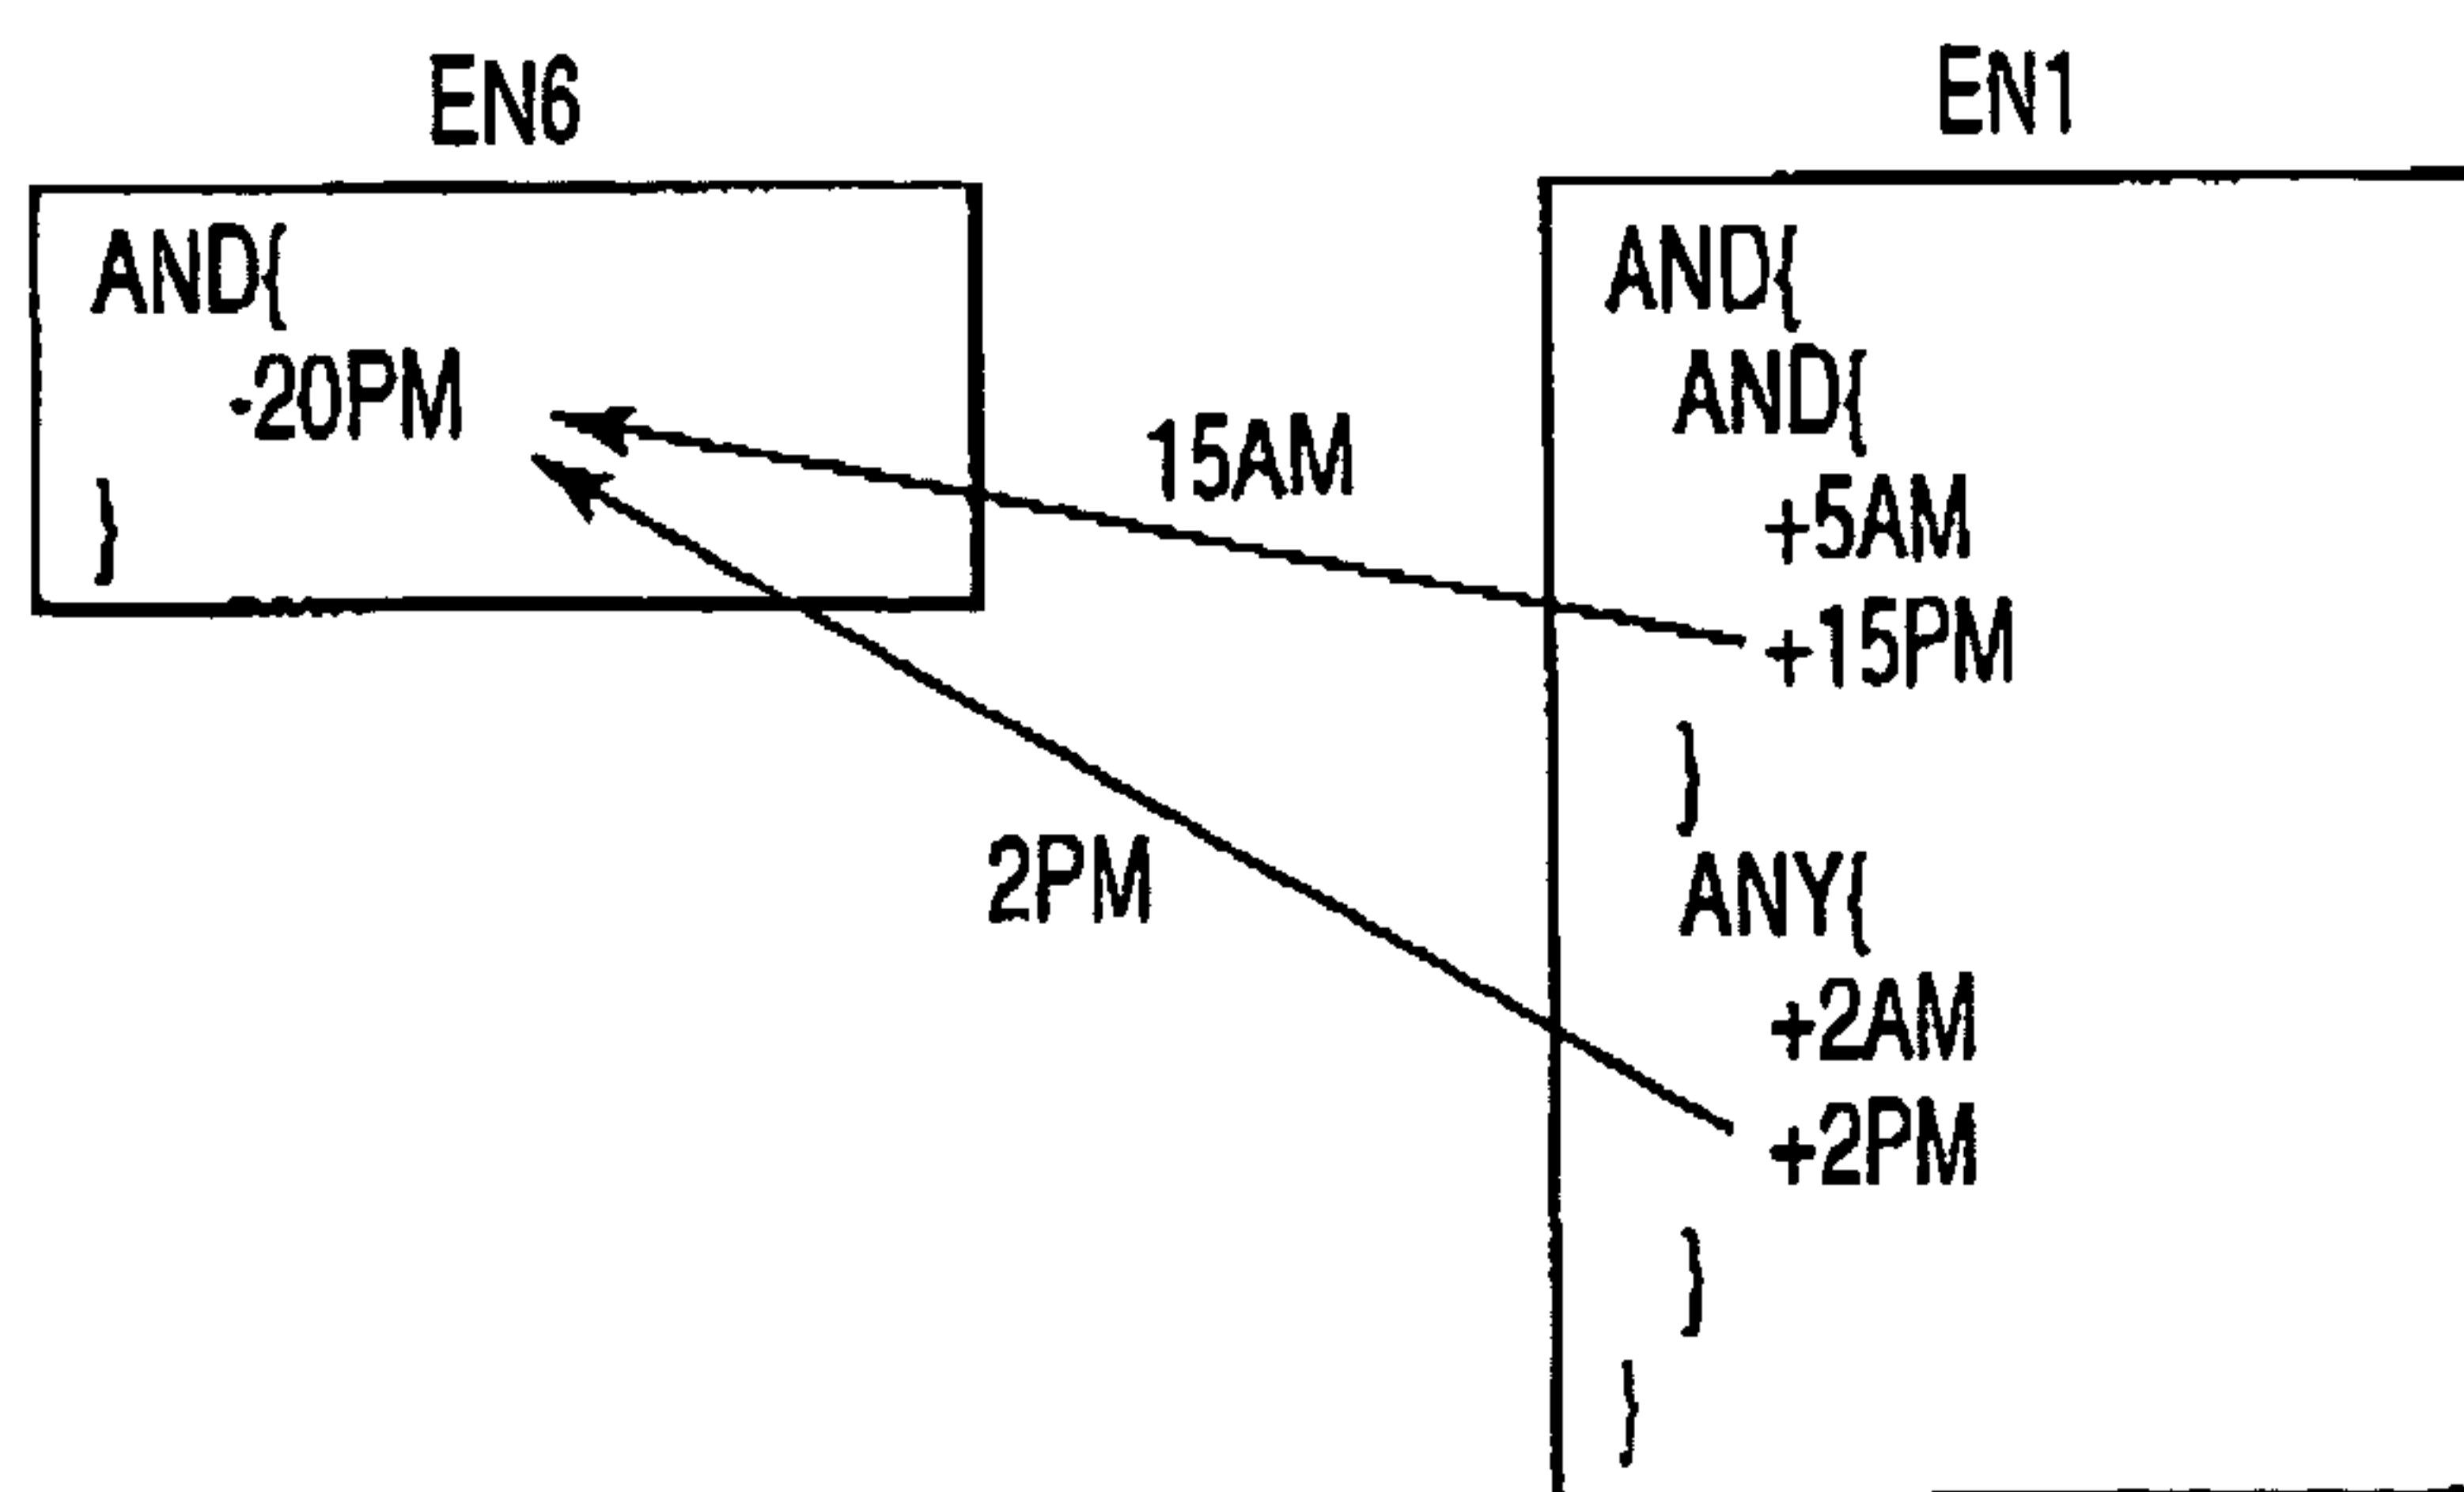 EN6
AND{
-20PM
}
15AM
2PM
EN1
AND{
AND{
+5AM
+15PM
}
ANY{
+2AM
+2PM
}
}